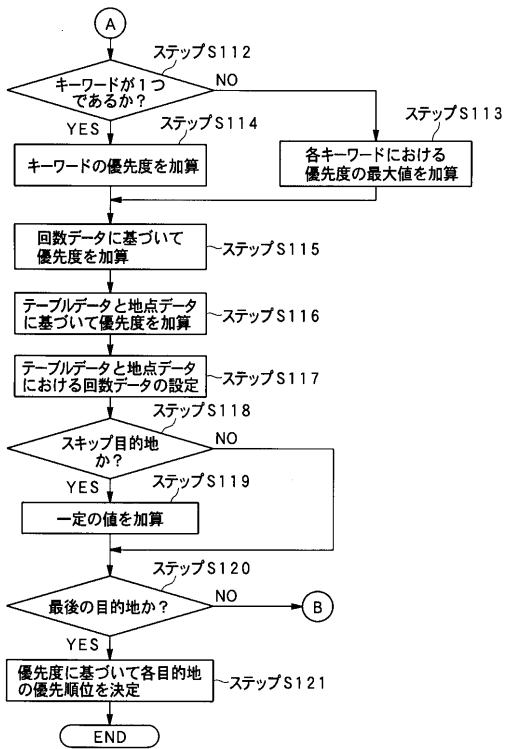 A
ステップS112
キーワードが1つ
であるか?
NO
YES
ステップS114
ステップS113
キーワードの優先度を加算
各キーワードにおける
優先度の最大値を加算
回数データに基づいて
優先度を加算
ステップS115
テーブルデータと地点データ
に基づいて優先度を加算
ステップS116
テーブルデータと地点データ
における回数データの設定
ステップS117
ステップS118
スキップ目的地
か?
NO
YES
ステップS119
一定の値を加算
ステップS120
最後の目的地か?
NO
B
YES
優先度に基づいて各目的地
の優先順位を決定
ステップS121
END